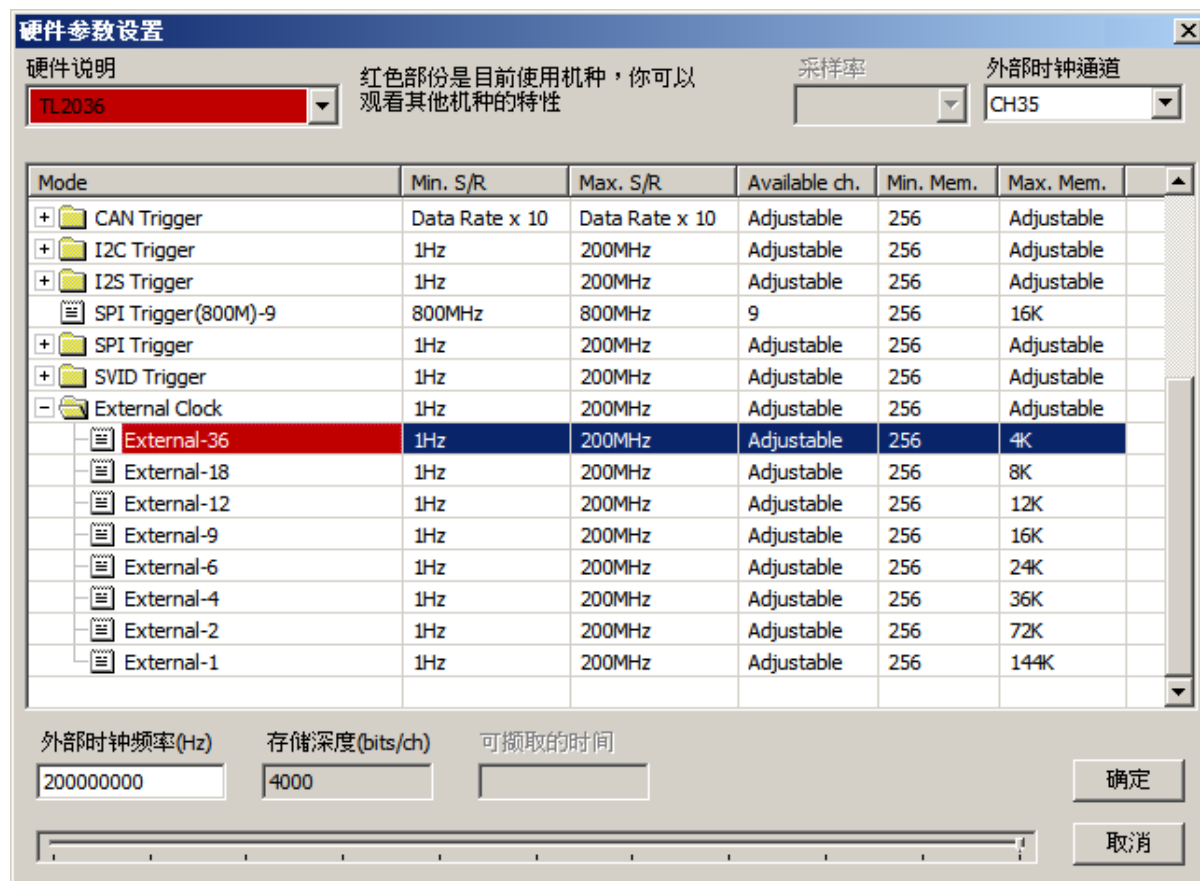 硬件参数设置
硬件说明
TL2036
红色部份是目前使用机种，你可以
观看其他机种的特性
采样率
外部时钟通道
CH35
Mode Min. S/R Max. S/R Available ch. Min. Mem. Max. Mem.
CAN Trigger Data Rate x 10 Data Rate x 10 Adjustable 256 Adjustable
I2C Trigger 1Hz 200MHz Adjustable 256 Adjustable
I2S Trigger 1Hz 200MHz Adjustable 256 Adjustable
SPI Trigger(800M)-9 800MHz 800MHz 9 256 16K
SPI Trigger 1Hz 200MHz Adjustable 256 Adjustable
SVID Trigger 1Hz 200MHz Adjustable 256 Adjustable
External Clock 1Hz 200MHz Adjustable 256 Adjustable
External-36 1Hz 200MHz Adjustable 256 4K
External-18 1Hz 200MHz Adjustable 256 8K
External-12 1Hz 200MHz Adjustable 256 12K
External-9 1Hz 200MHz Adjustable 256 16K
External-6 1Hz 200MHz Adjustable 256 24K
External-4 1Hz 200MHz Adjustable 256 36K
External-2 1Hz 200MHz Adjustable 256 72K
External-1 1Hz 200MHz Adjustable 256 144K
外部时钟频率(Hz) 存储深度(bits/ch) 可撷取的时间
200000000 4000
确定
取消